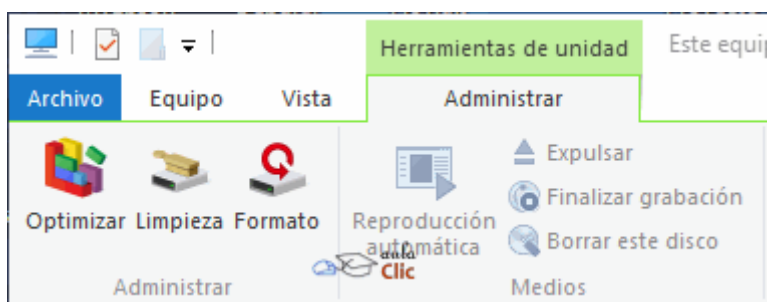 Herramientas de unidad
Este equip
Archivo
Equipo
Vista
Administrar
Optimizar
Limpieza
Formato
Reproducción
automática
Expulsar
Finalizar grabación
Borrar este disco
aula
Clic
Administrar
Medios